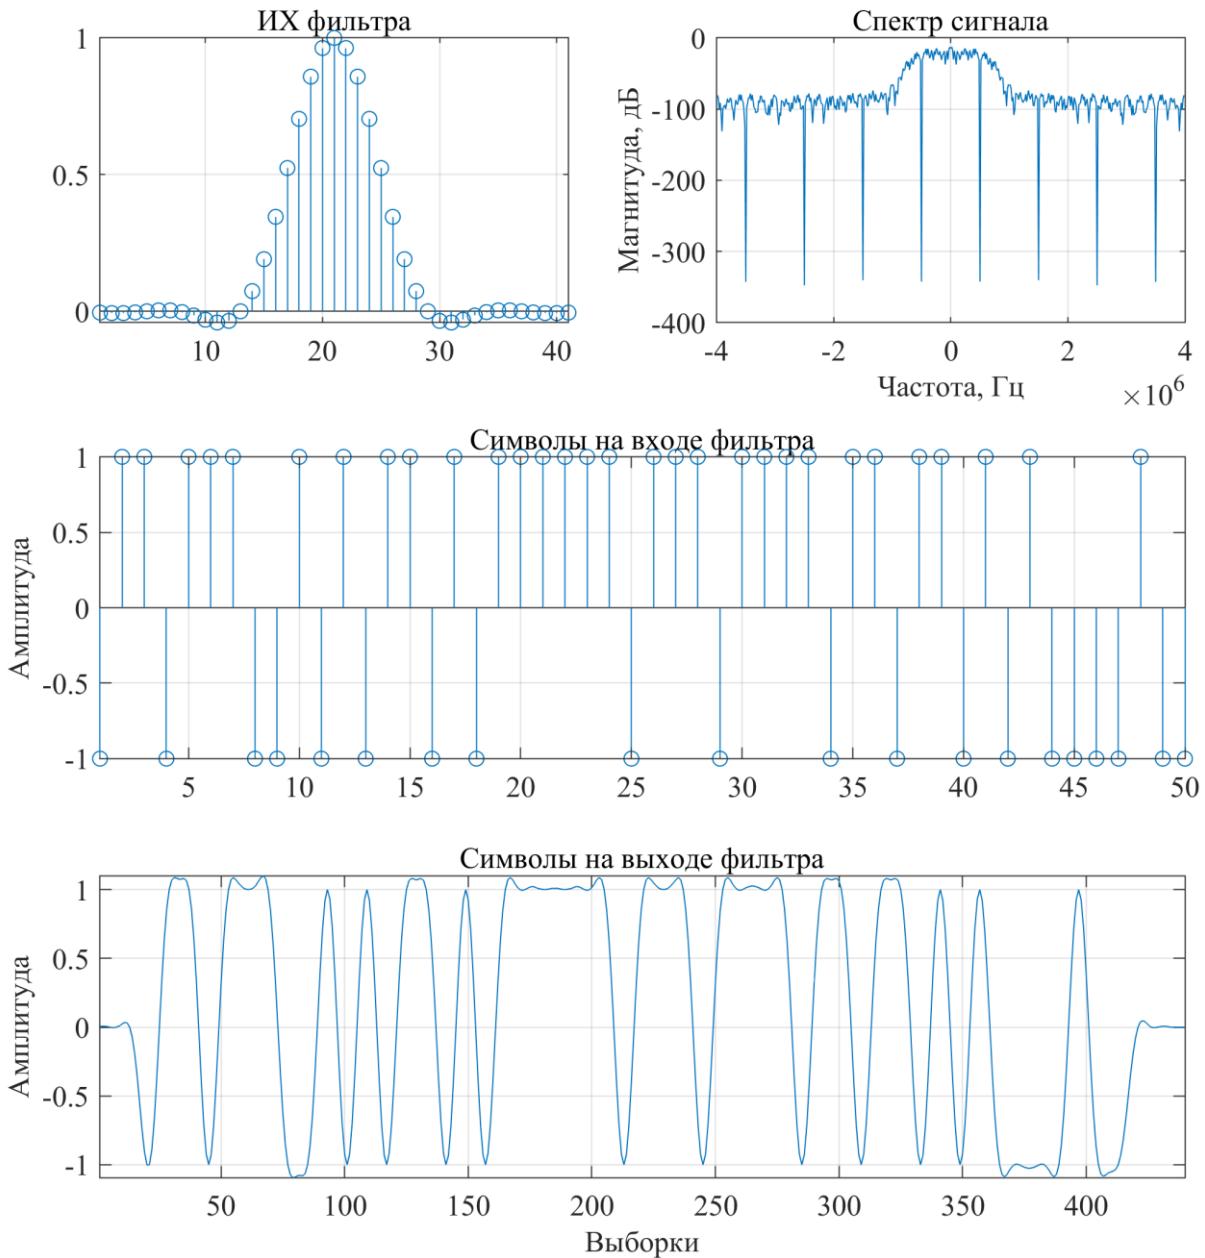 ИХ фильтра
1
0.5
0
10 20 30 40
Спектр сигнала
Магнитуда, дБ
0
-100
-200
-300
-400
-4 -2 0 2 4
Частота, Гц
×10⁶
Символы на входе фильтра
Амплитуда
1
0.5
0
-0.5
-1
5 10 15 20 25 30 35 40 45 50
Символы на выходе фильтра
Амплитуда
1
0.5
0
-0.5
-1
50 100 150 200 250 300 350 400
Выборки